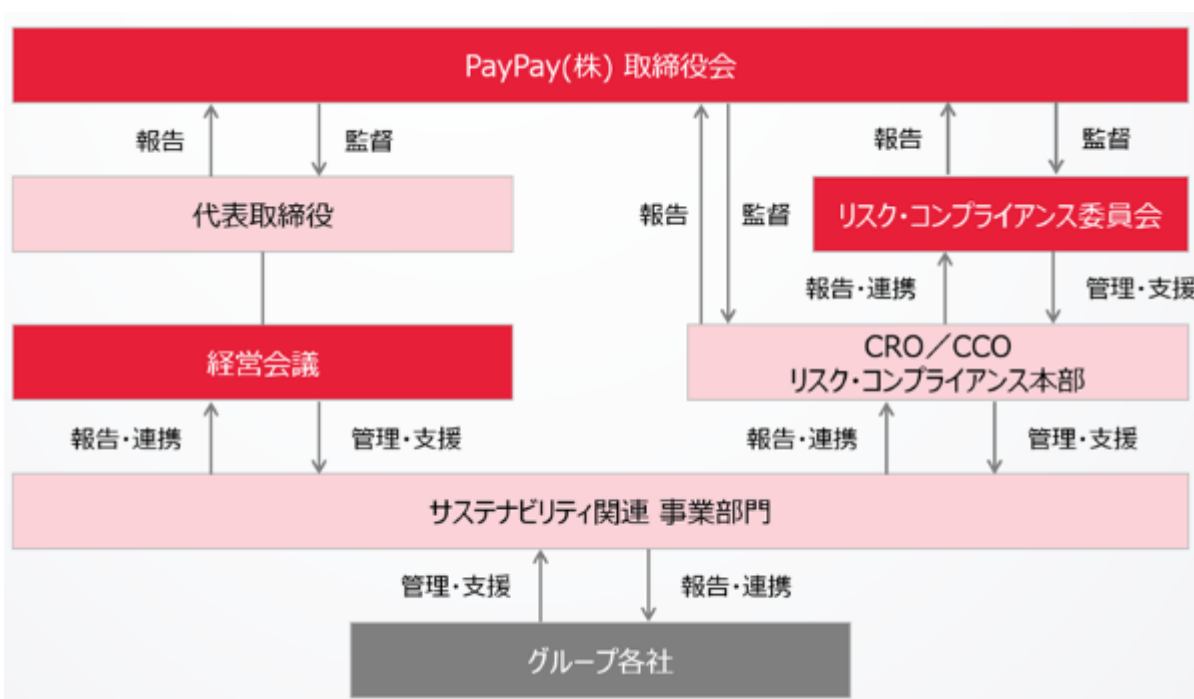 PayPay(株) 取締役会
報告
監督
報告
監督
代表取締役
報告
監督
リスク・コンプライアンス委員会
報告・連携
管理・支援
経営会議
CRO／CCO
リスク・コンプライアンス本部
報告・連携
管理・支援
報告・連携
管理・支援
サステナビリティ関連 事業部門
管理・支援
報告・連携
グループ各社